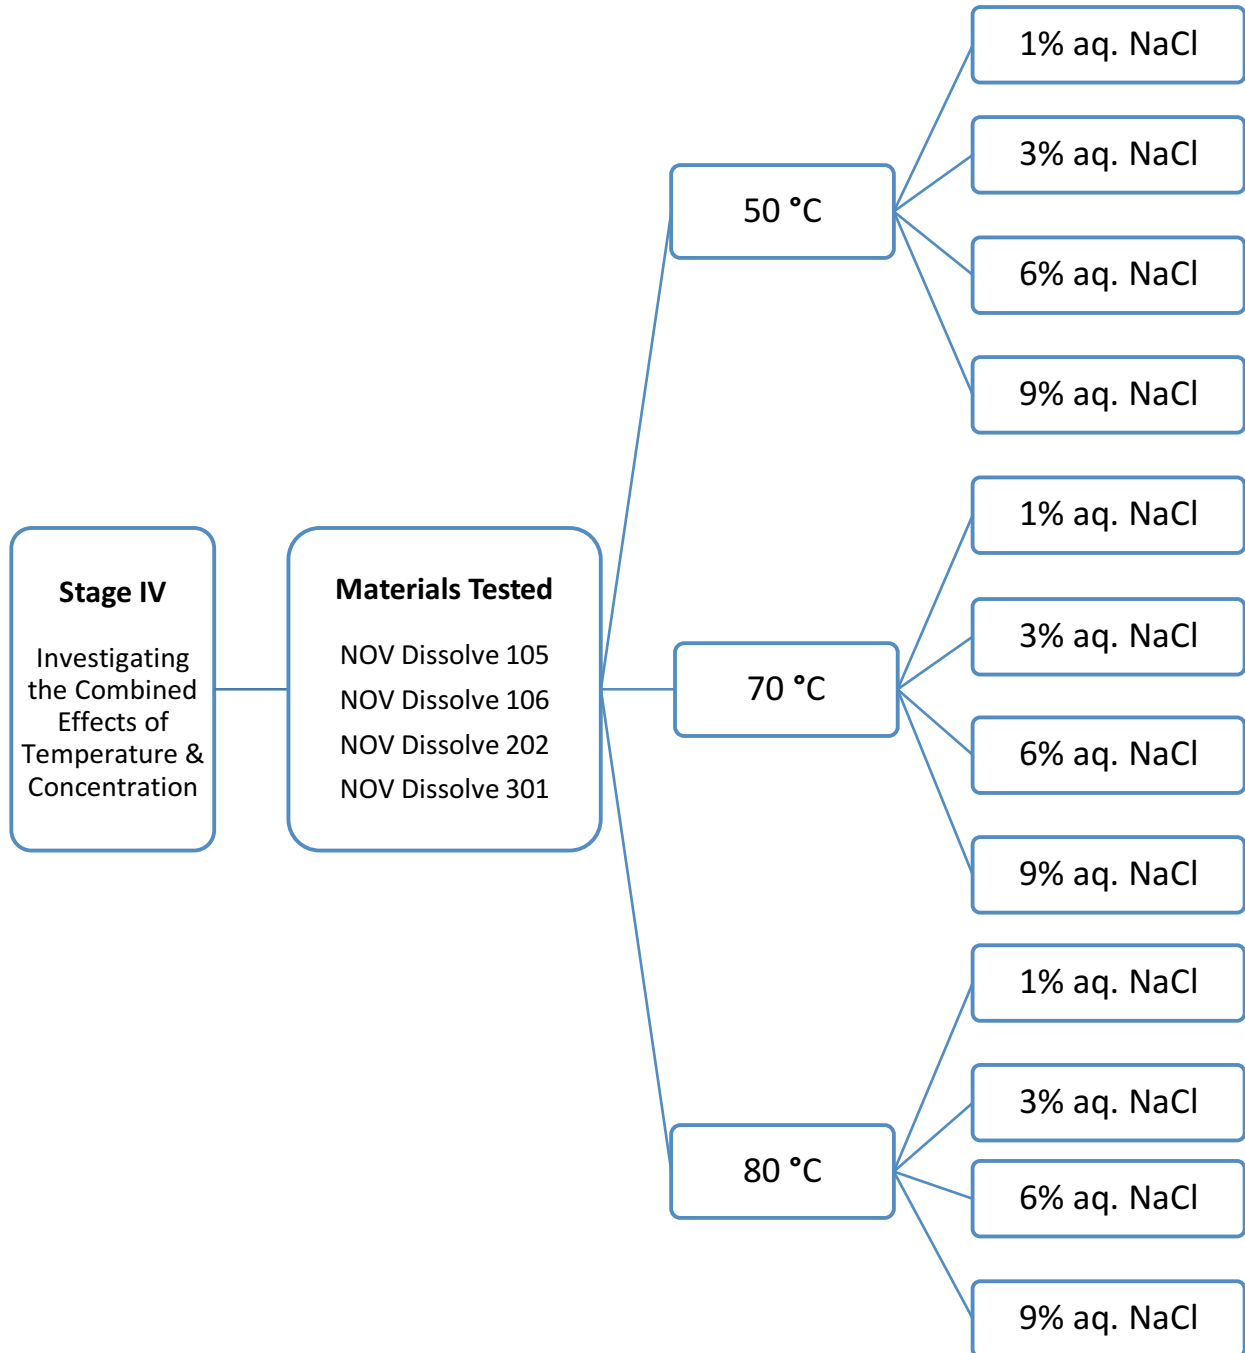 Stage IV
Investigating
the Combined
Effects of
Temperature &
Concentration
Materials Tested
NOV Dissolve 105
NOV Dissolve 106
NOV Dissolve 202
NOV Dissolve 301
50 °C
1% aq. NaCl
3% aq. NaCl
6% aq. NaCl
9% aq. NaCl
70 °C
1% aq. NaCl
3% aq. NaCl
6% aq. NaCl
9% aq. NaCl
80 °C
1% aq. NaCl
3% aq. NaCl
6% aq. NaCl
9% aq. NaCl